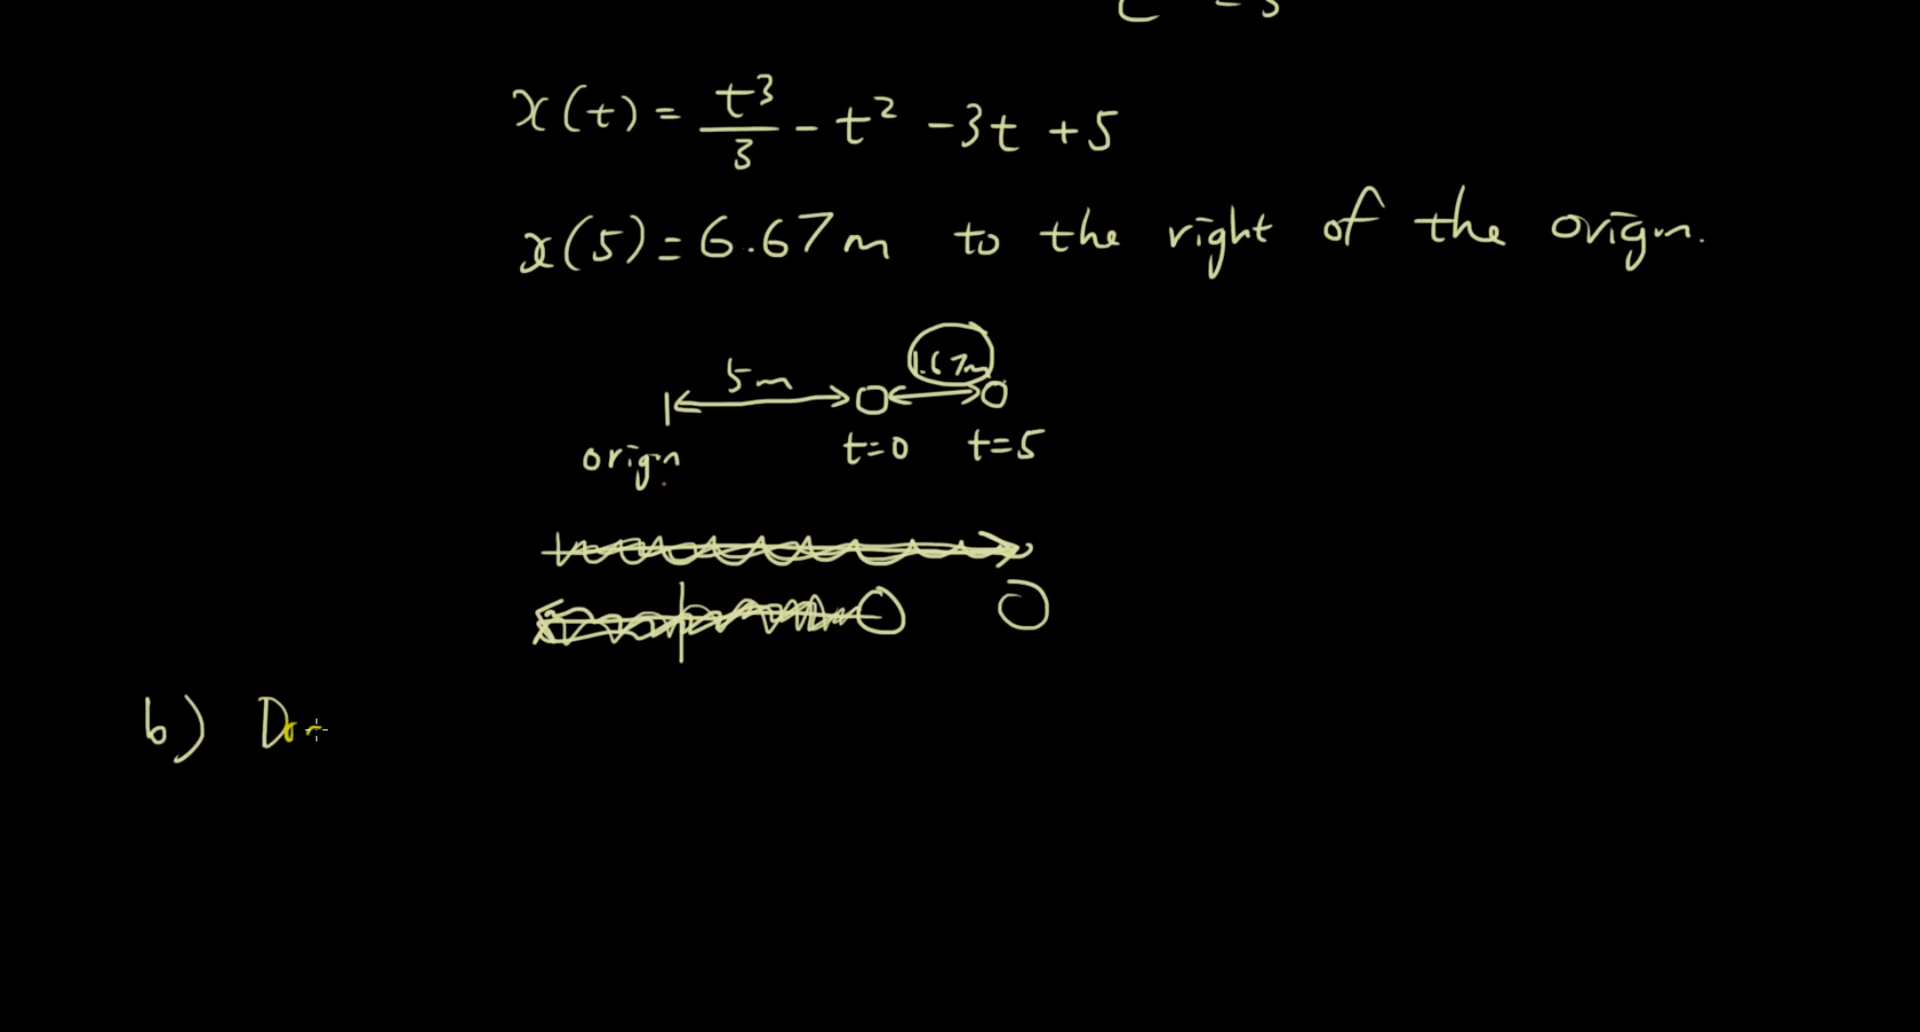 x(t) = t³/3 - t² - 3t + 5
x(5) = 6.67m to the right of the origin.
5m 1.67m
t=0 t=5
origin
b) D